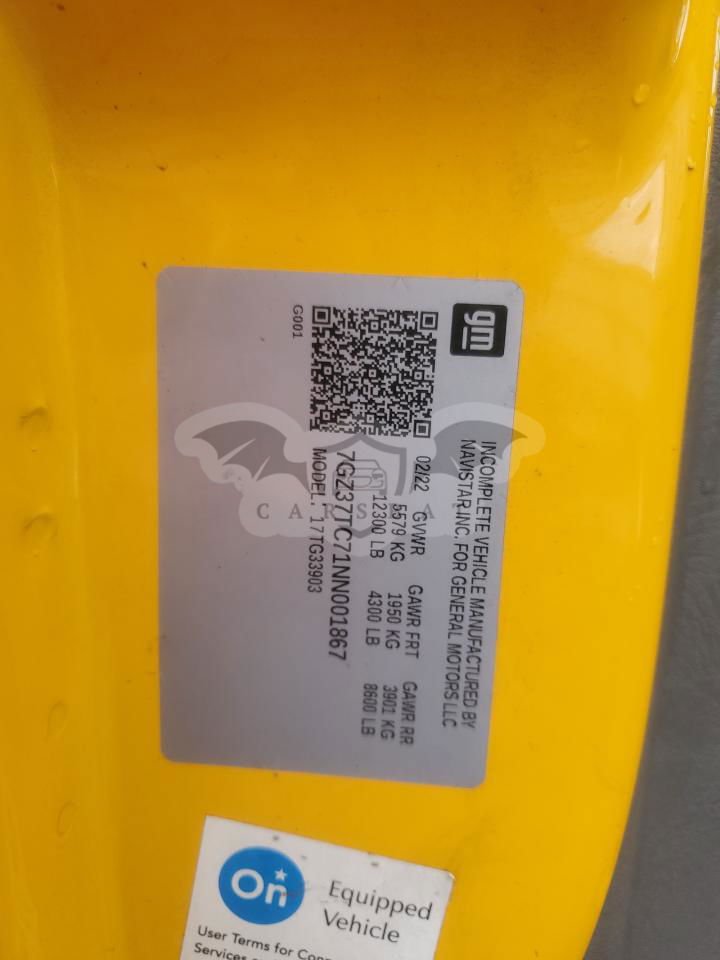 gm
INCOMPLETE VEHICLE MANUFACTURED BY
NAVISTAR, INC. FOR GENERAL MOTORS LLC
02/22 GVWR GAWR FRT GAWR RR
5579 KG 1950 KG 3901 KG
12300 LB 4300 LB 8600 LB
7GZ37TC71NN001867
MODEL: 17TG33903
G001
CARS
On
Equipped
Vehicle
User Terms for
Services